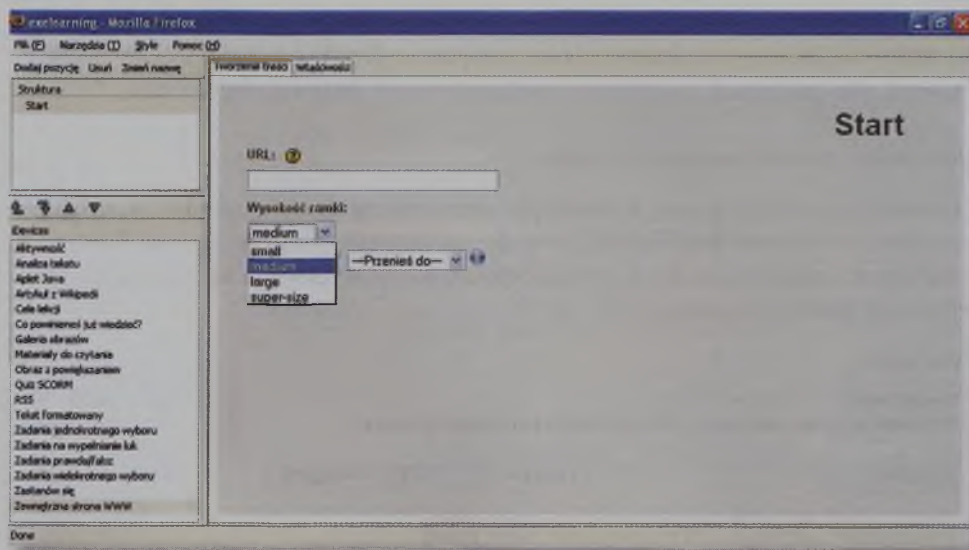 exelearning - Mozilla Firefox
Plik (F) Narzędzia (T) Style Pomoc (H)
Dodaj pozycję Usuń Zmień nazwę
Tworzenie treści Właściwości
Struktura
Start
Start
URL:
Wysokość ramki:
medium
small
medium
large
super-size
—Przenieś do—
Devices
Aktywność
Analiza tekstu
Aplet Java
Artykuł z Wikipedii
Cele lekcji
Co powinieneś już wiedzieć?
Galeria obrazów
Materiały do czytania
Obraz z powiększaniem
Quiz SCORM
RSS
Tekst formatowany
Zadania jednokrotnego wyboru
Zadania na wypełnianie luk
Zadania prawda/fałsz
Zadania wielokrotnego wyboru
Zastanów się
Zewnętrzna strona WWW
Done